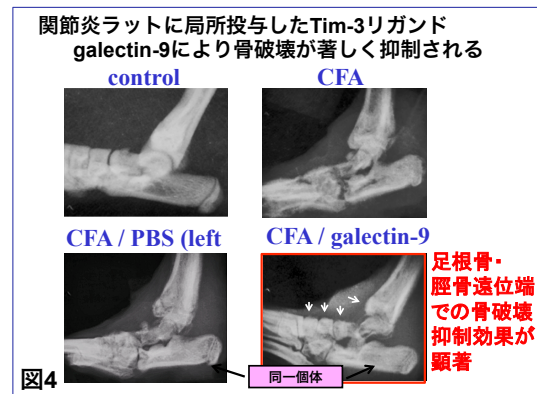 関節炎ラットに局所投与したTim-3リガンド
galectin-9により骨破壊が著しく抑制される
control
CFA
CFA / PBS (left
CFA / galectin-9
足根骨・
脛骨遠位端
での骨破壊
抑制効果が
顕著
図4
同一個体